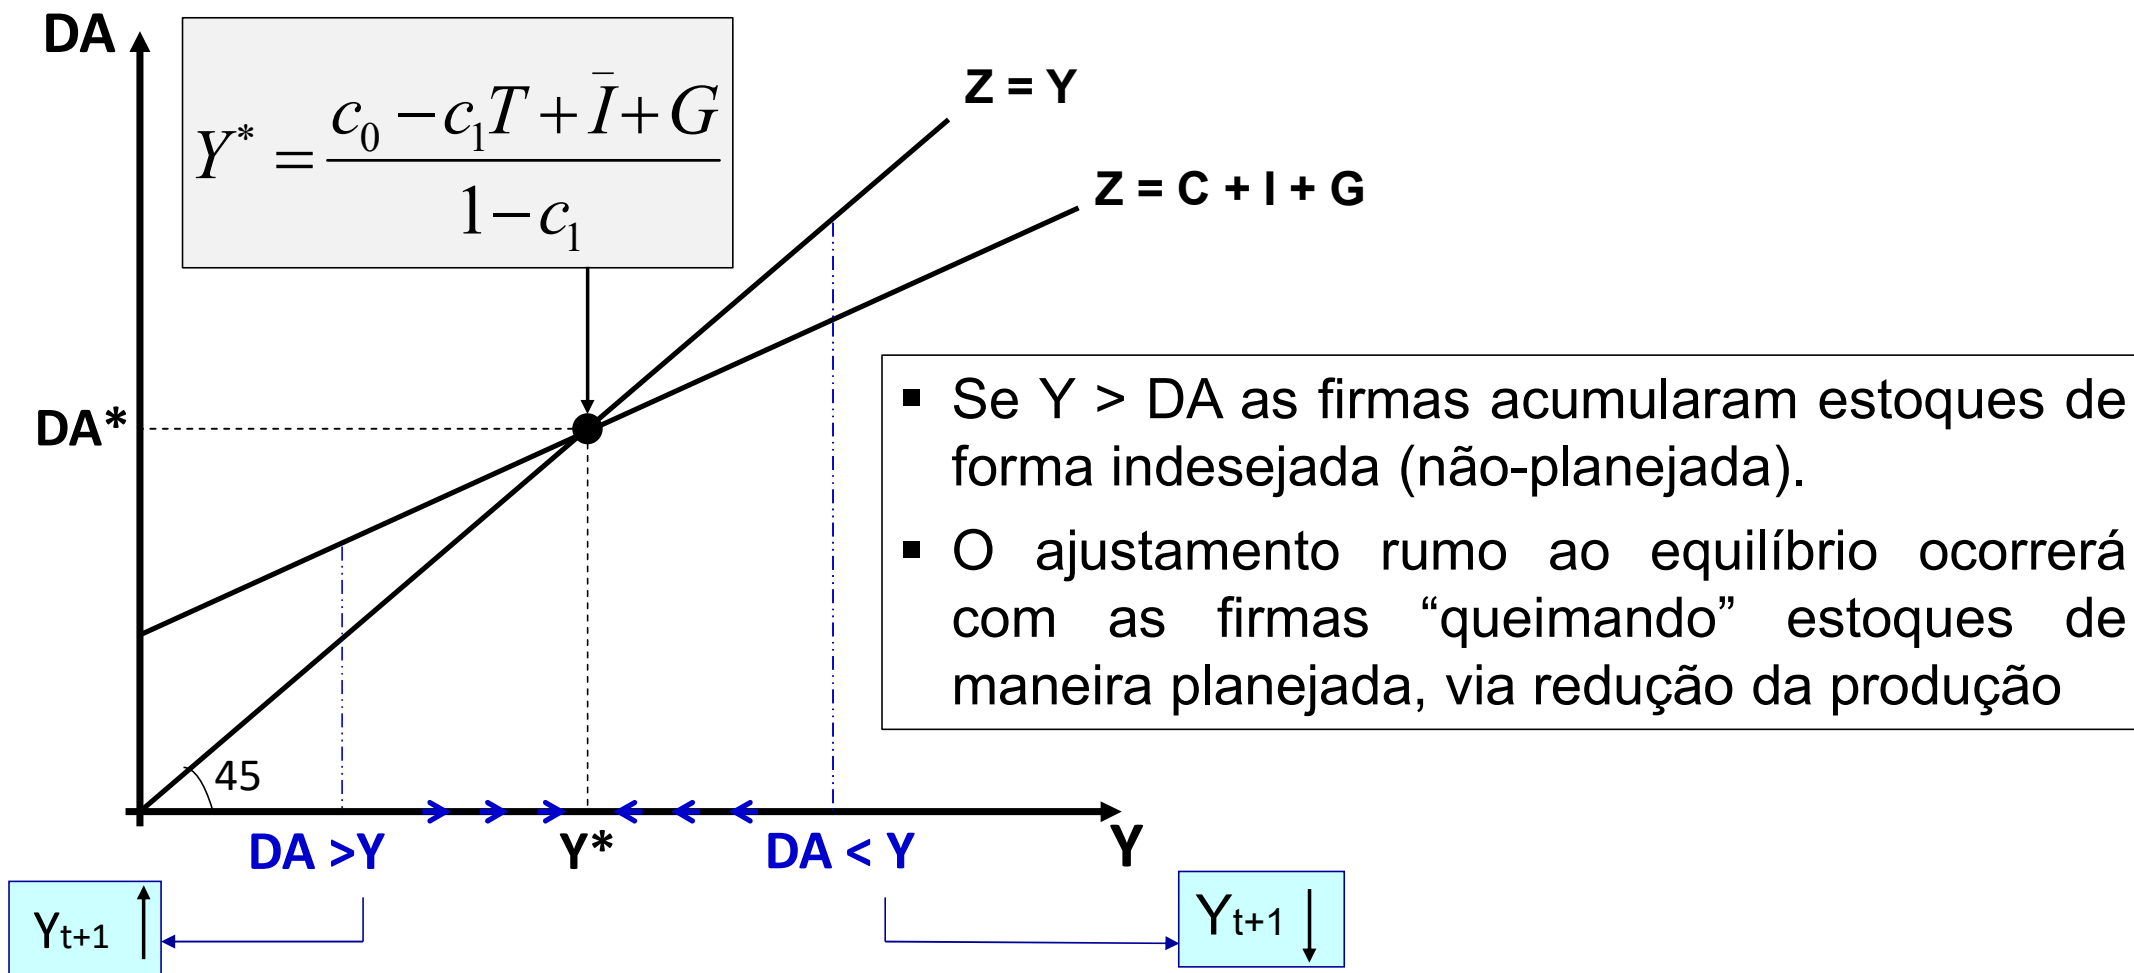 DA
Y* = (c₀ − c₁T + Ī + G) / (1 − c₁)
Z = Y
Z = C + I + G
DA*
▪ Se Y > DA as firmas acumularam estoques de
forma indesejada (não-planejada).
▪ O ajustamento rumo ao equilíbrio ocorrerá
com as firmas “queimando” estoques de
maneira planejada, via redução da produção
45
DA >Y
Y*
DA < Y
Y
Yt+1
Yt+1